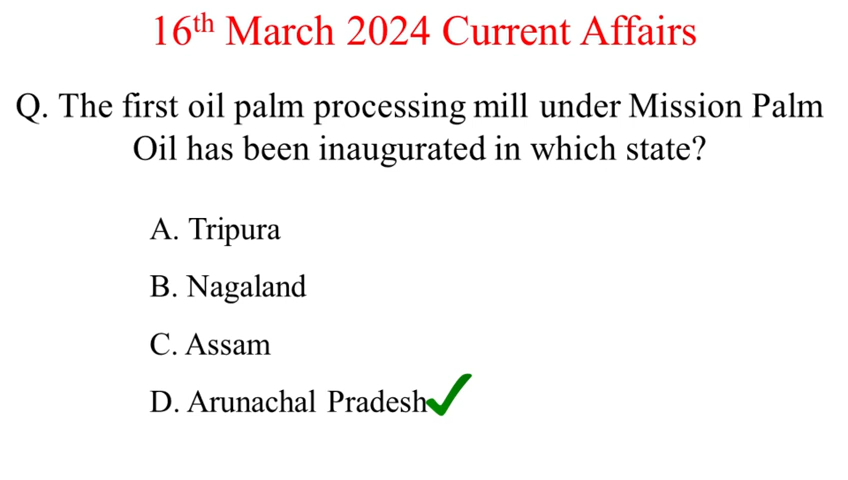 16th March 2024 Current Affairs
Q. The first oil palm processing mill under Mission Palm
Oil has been inaugurated in which state?
A. Tripura
B. Nagaland
C. Assam
D. Arunachal Pradesh